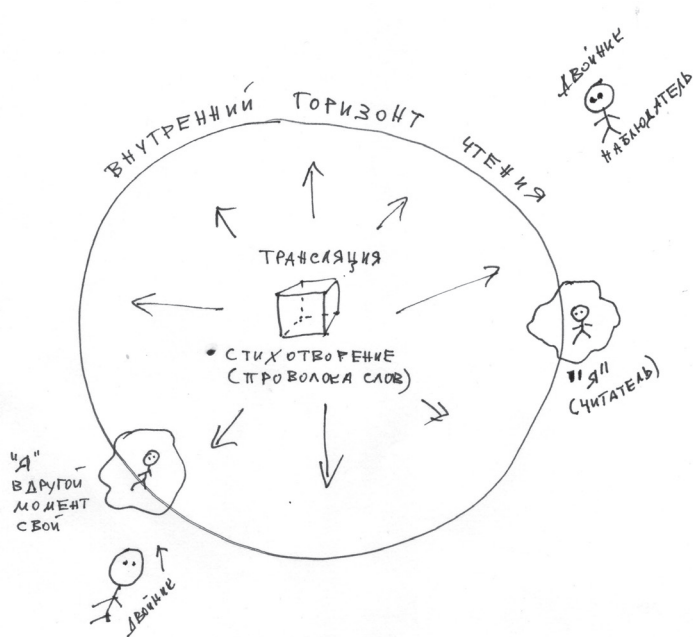 ДВОЙНИК
НАБЛЮДАТЕЛЬ
ВНУТРЕННИЙ ГОРИЗОНТ ЧТЕНИЯ
ТРАНСЛЯЦИЯ
• СТИХОТВОРЕНИЕ
(ПРОВОЛОКА СЛОВ)
"Я"
(ЧИТАТЕЛЬ)
"Я"
В ДРУГОЙ
МОМЕНТ
СВОЙ
ДВОЙНИК